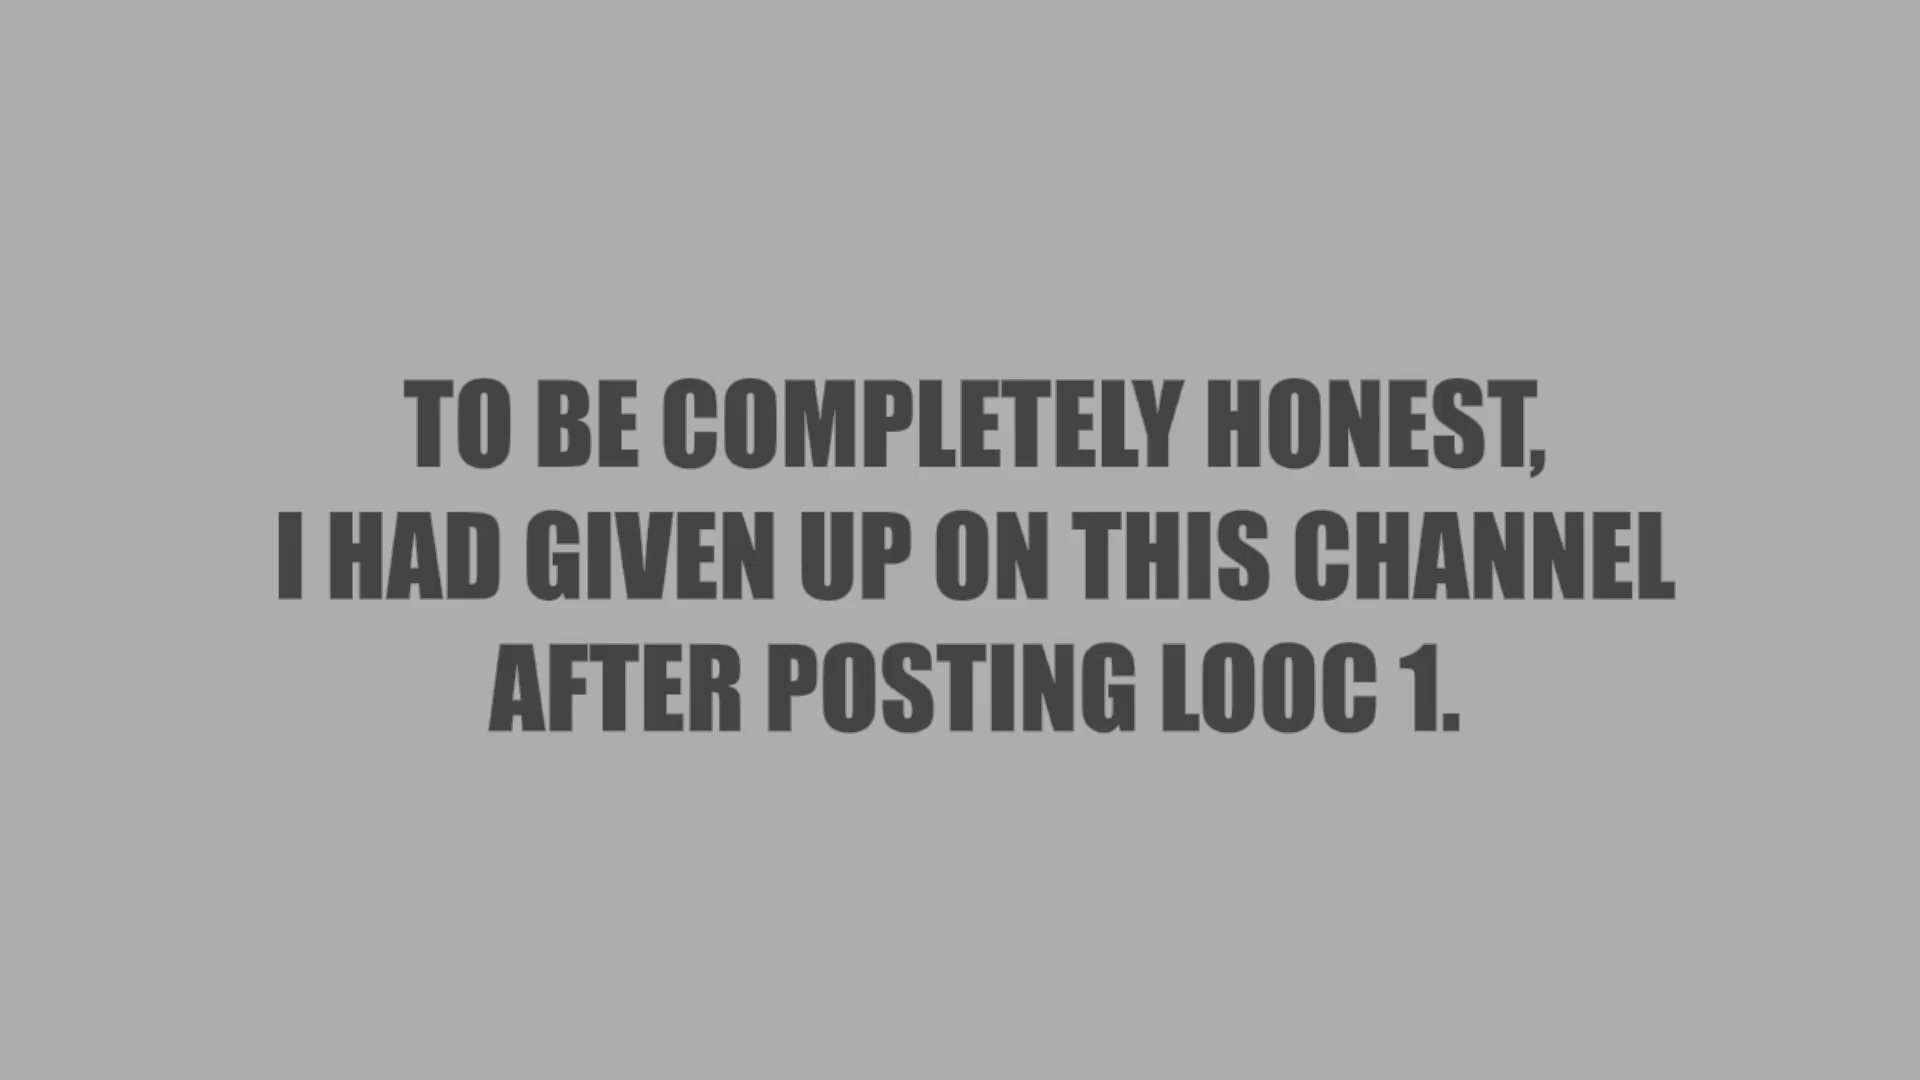 TO BE COMPLETELY HONEST,
I HAD GIVEN UP ON THIS CHANNEL
AFTER POSTING LOOC 1.